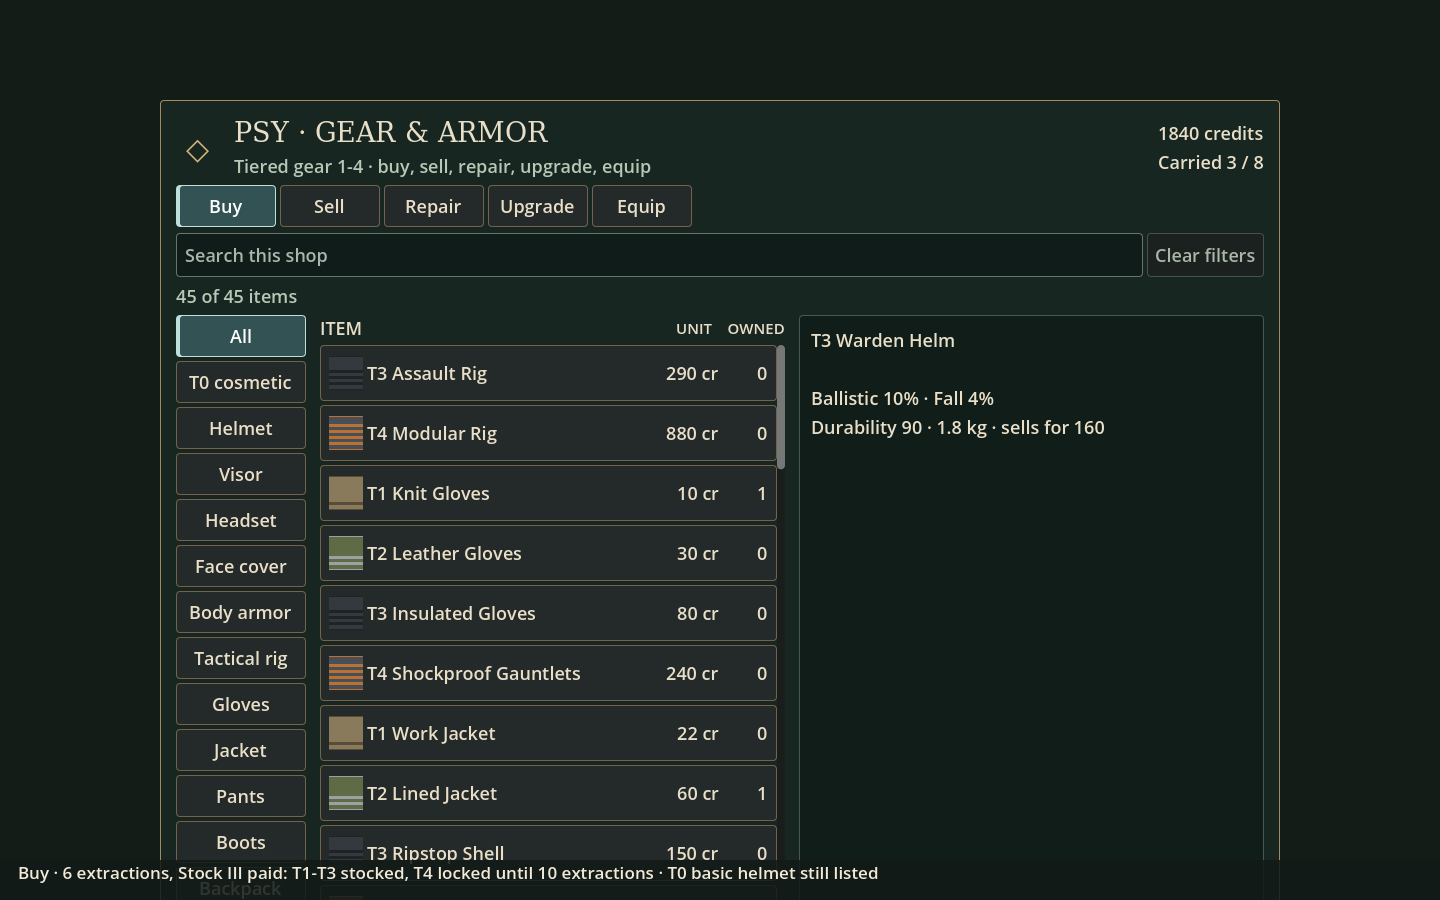 PSY · GEAR & ARMOR
Tiered gear 1-4 · buy, sell, repair, upgrade, equip
1840 credits
Carried 3 / 8
Buy
Sell
Repair
Upgrade
Equip
Search this shop
Clear filters
45 of 45 items
All
T0 cosmetic
Helmet
Visor
Headset
Face cover
Body armor
Tactical rig
Gloves
Jacket
Pants
Boots
Backpack
ITEM UNIT OWNED
T3 Assault Rig 290 cr 0
T4 Modular Rig 880 cr 0
T1 Knit Gloves 10 cr 1
T2 Leather Gloves 30 cr 0
T3 Insulated Gloves 80 cr 0
T4 Shockproof Gauntlets 240 cr 0
T1 Work Jacket 22 cr 0
T2 Lined Jacket 60 cr 1
T3 Ripstop Shell 150 cr 0
T3 Warden Helm
Ballistic 10% · Fall 4%
Durability 90 · 1.8 kg · sells for 160
Buy · 6 extractions, Stock III paid: T1-T3 stocked, T4 locked until 10 extractions · T0 basic helmet still listed